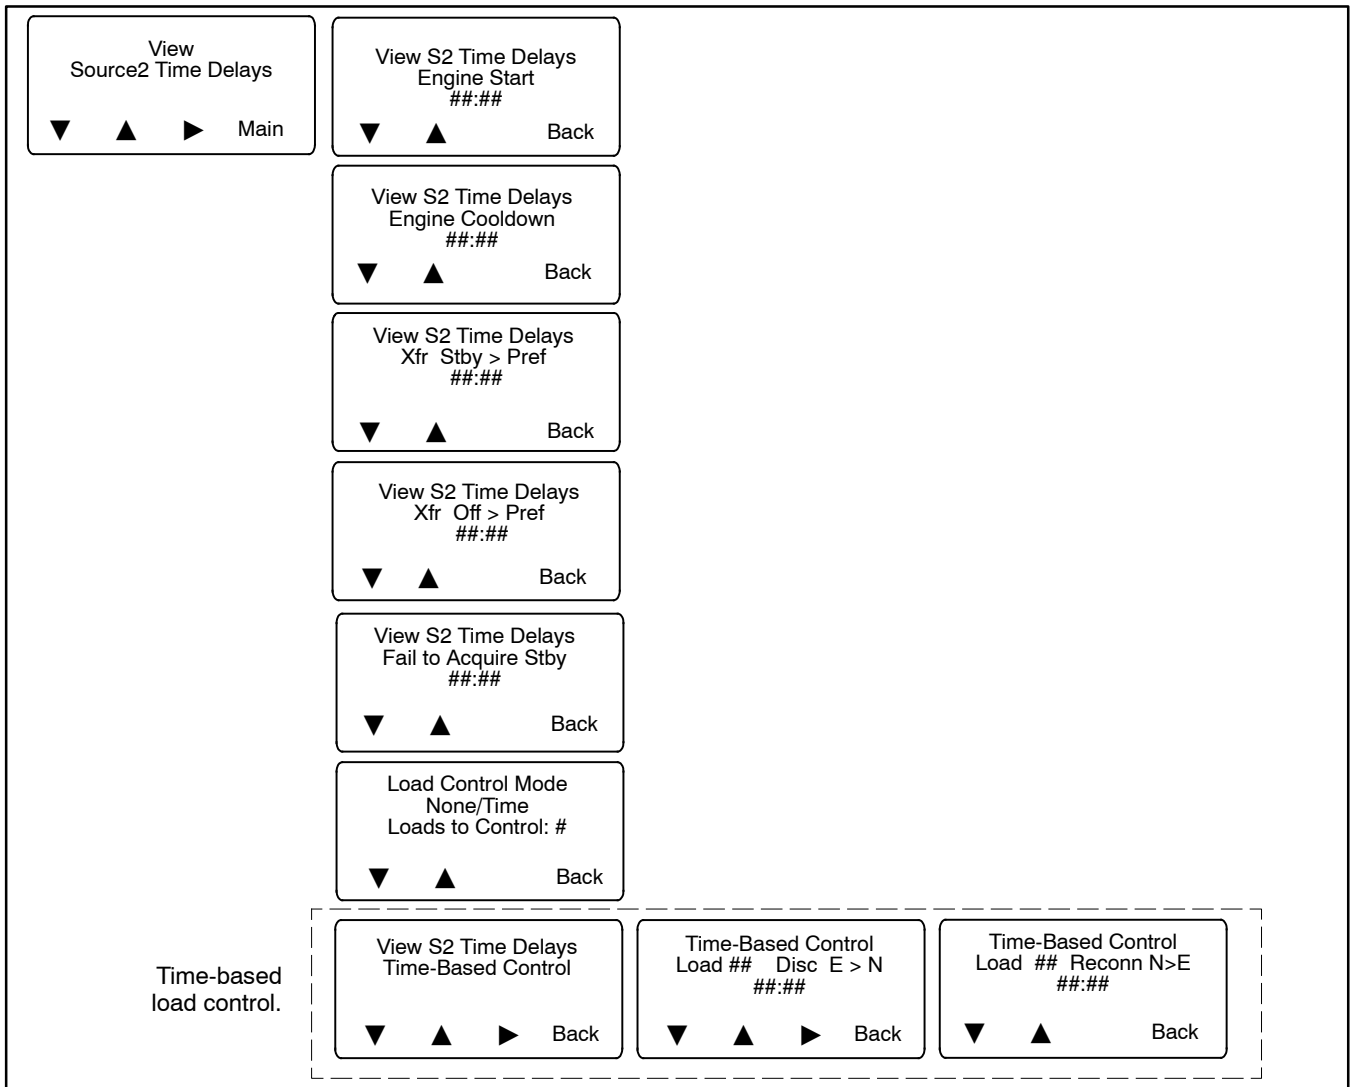 View
Source2 Time Delays
▼ ▲ ► Main
View S2 Time Delays
Engine Start
##:##
▼ ▲ Back
View S2 Time Delays
Engine Cooldown
##:##
▼ ▲ Back
View S2 Time Delays
Xfr Stby > Pref
##:##
▼ ▲ Back
View S2 Time Delays
Xfr Off > Pref
##:##
▼ ▲ Back
View S2 Time Delays
Fail to Acquire Stby
##:##
▼ ▲ Back
Load Control Mode
None/Time
Loads to Control: #
▼ ▲ Back
Time-based
load control.
View S2 Time Delays
Time-Based Control
▼ ▲ ► Back
Time-Based Control
Load ## Disc E > N
##:##
▼ ▲ ► Back
Time-Based Control
Load ## Reconn N>E
##:##
▼ ▲ Back